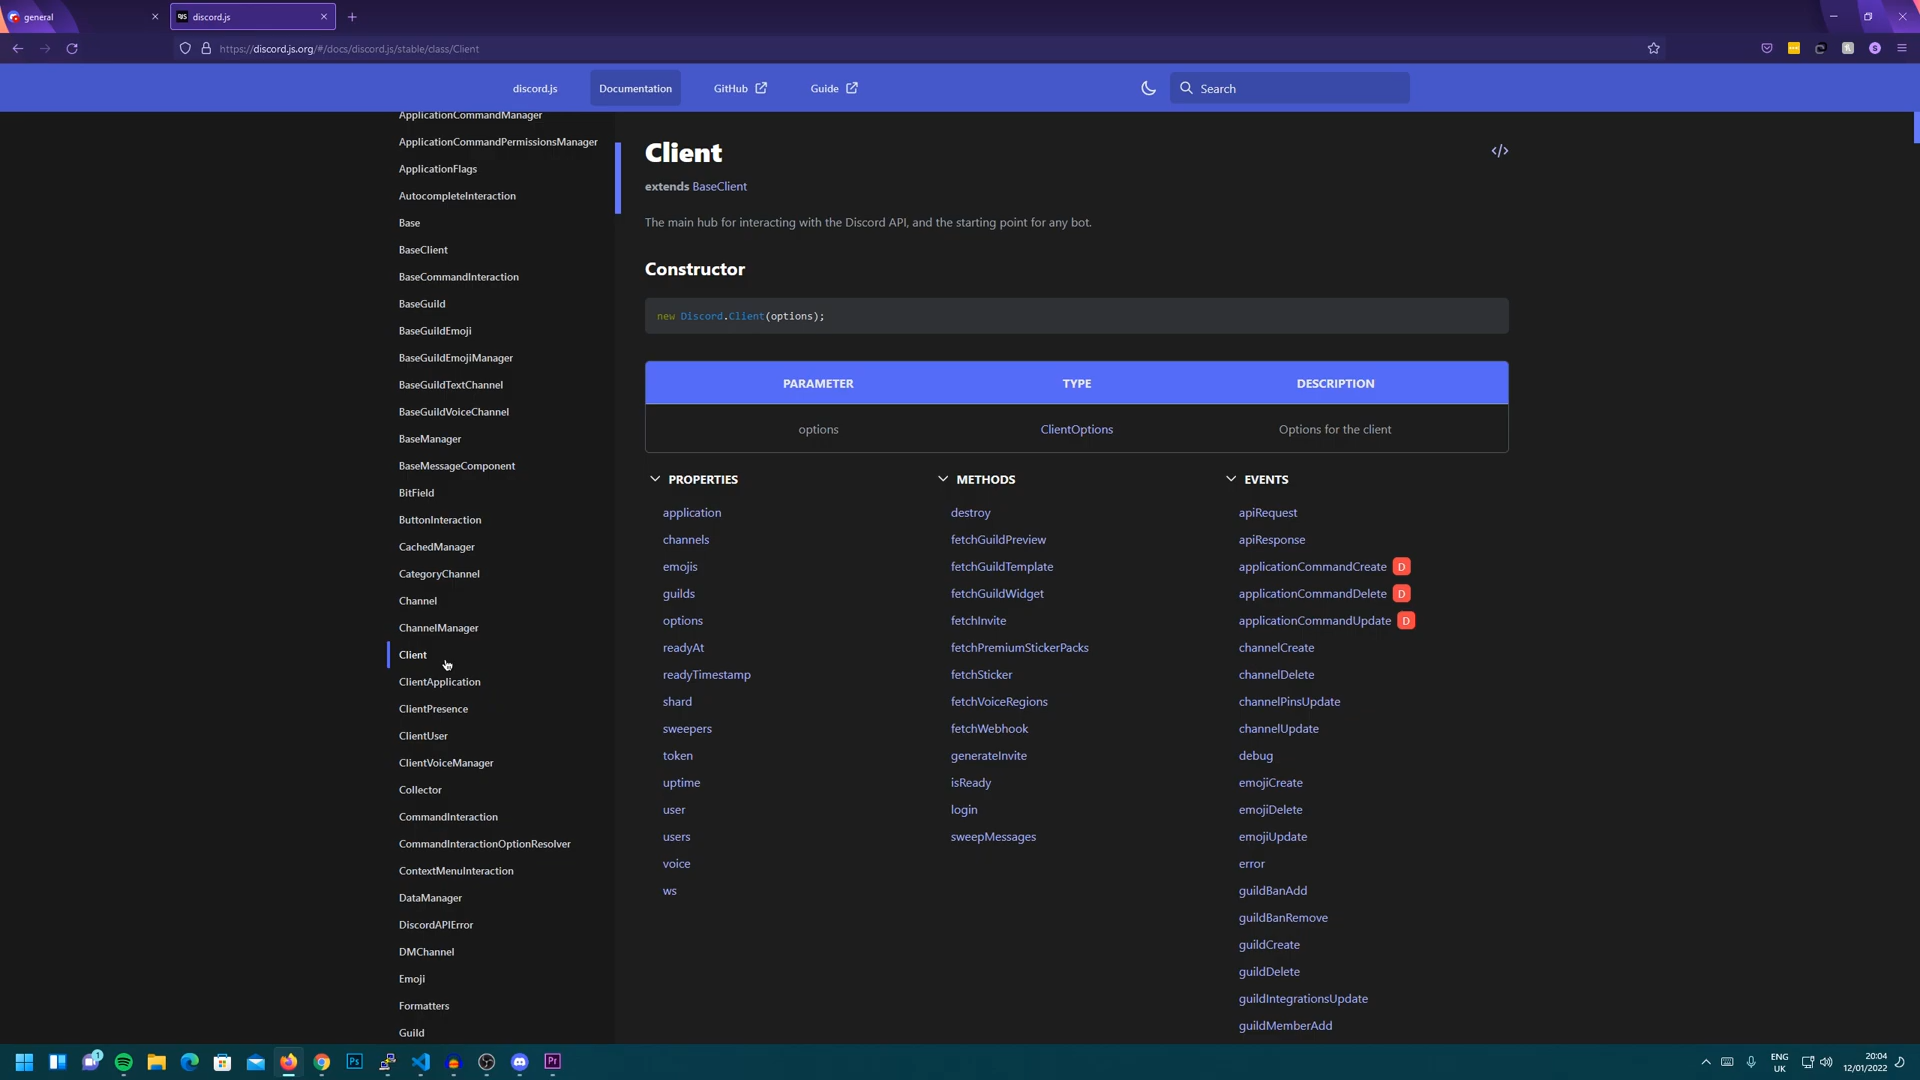 general
DJS discord.js
https://discord.js.org/#/docs/discord.js/stable/class/Client
discord.js
Documentation
GitHub
Guide
Search
ApplicationCommandManager
ApplicationCommandPermissionsManager
ApplicationFlags
AutocompleteInteraction
Base
BaseClient
BaseCommandInteraction
BaseGuild
BaseGuildEmoji
BaseGuildEmojiManager
BaseGuildTextChannel
BaseGuildVoiceChannel
BaseManager
BaseMessageComponent
BitField
ButtonInteraction
CachedManager
CategoryChannel
Channel
ChannelManager
Client
ClientApplication
ClientPresence
ClientUser
ClientVoiceManager
Collector
CommandInteraction
CommandInteractionOptionResolver
ContextMenuInteraction
DataManager
DiscordAPIError
DMChannel
Emoji
Formatters
Guild
Client
extends BaseClient
The main hub for interacting with the Discord API, and the starting point for any bot.
Constructor
new Discord.Client(options);
PARAMETER TYPE DESCRIPTION
options ClientOptions Options for the client
PROPERTIES
application
channels
emojis
guilds
options
readyAt
readyTimestamp
shard
sweepers
token
uptime
user
users
voice
ws
METHODS
destroy
fetchGuildPreview
fetchGuildTemplate
fetchGuildWidget
fetchInvite
fetchPremiumStickerPacks
fetchSticker
fetchVoiceRegions
fetchWebhook
generateInvite
isReady
login
sweepMessages
EVENTS
apiRequest
apiResponse
applicationCommandCreate D
applicationCommandDelete D
applicationCommandUpdate D
channelCreate
channelDelete
channelPinsUpdate
channelUpdate
debug
emojiCreate
emojiDelete
emojiUpdate
error
guildBanAdd
guildBanRemove
guildCreate
guildDelete
guildIntegrationsUpdate
guildMemberAdd
1
Ps
Pr
ENG
UK
20:04
12/01/2022